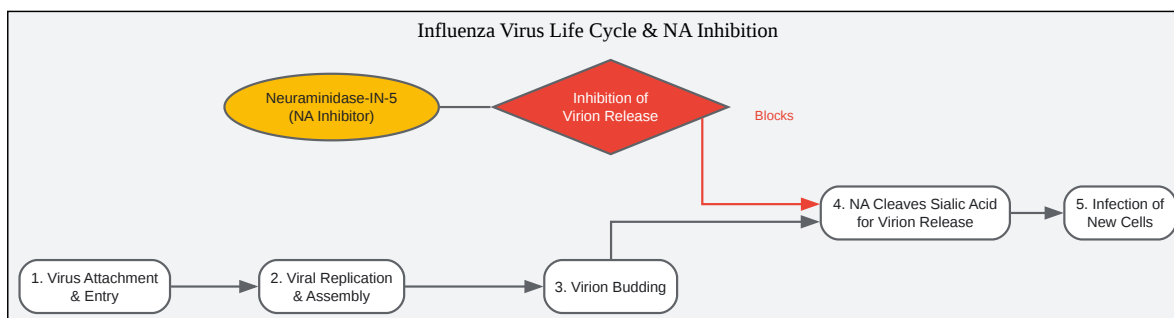 Influenza Virus Life Cycle & NA Inhibition
Neuraminidase-IN-5
(NA Inhibitor)
Inhibition of
Virion Release
Blocks
4. NA Cleaves Sialic Acid
for Virion Release
5. Infection of
New Cells
1. Virus Attachment
& Entry
2. Viral Replication
& Assembly
3. Virion Budding